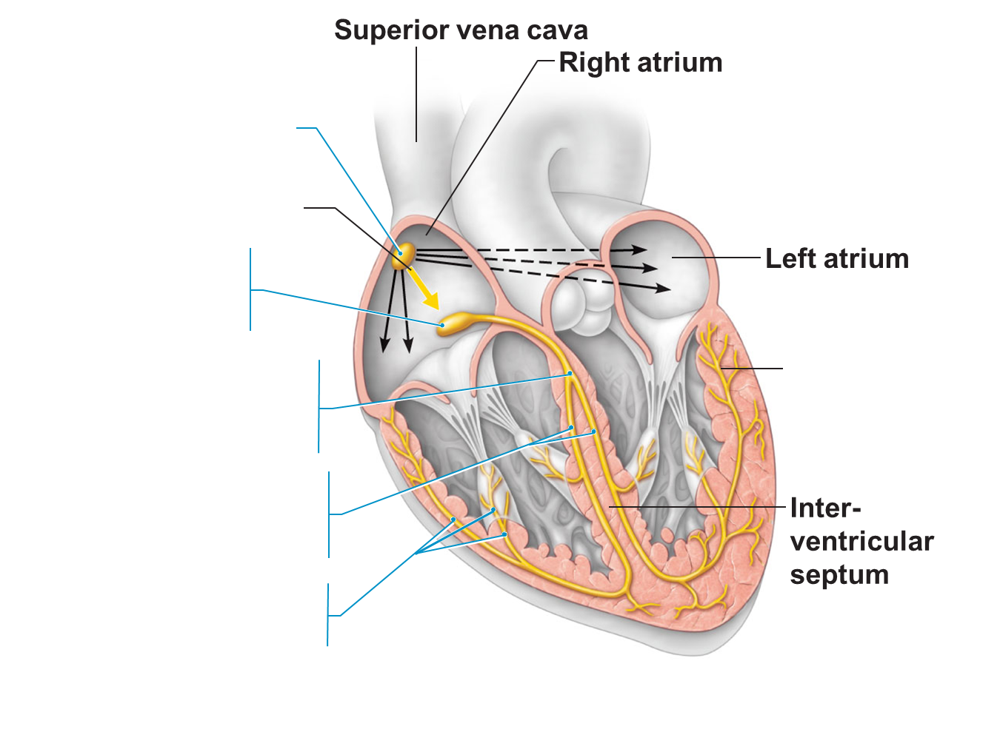 Superior vena cava
Right atrium
Left atrium
Inter-
ventricular
septum